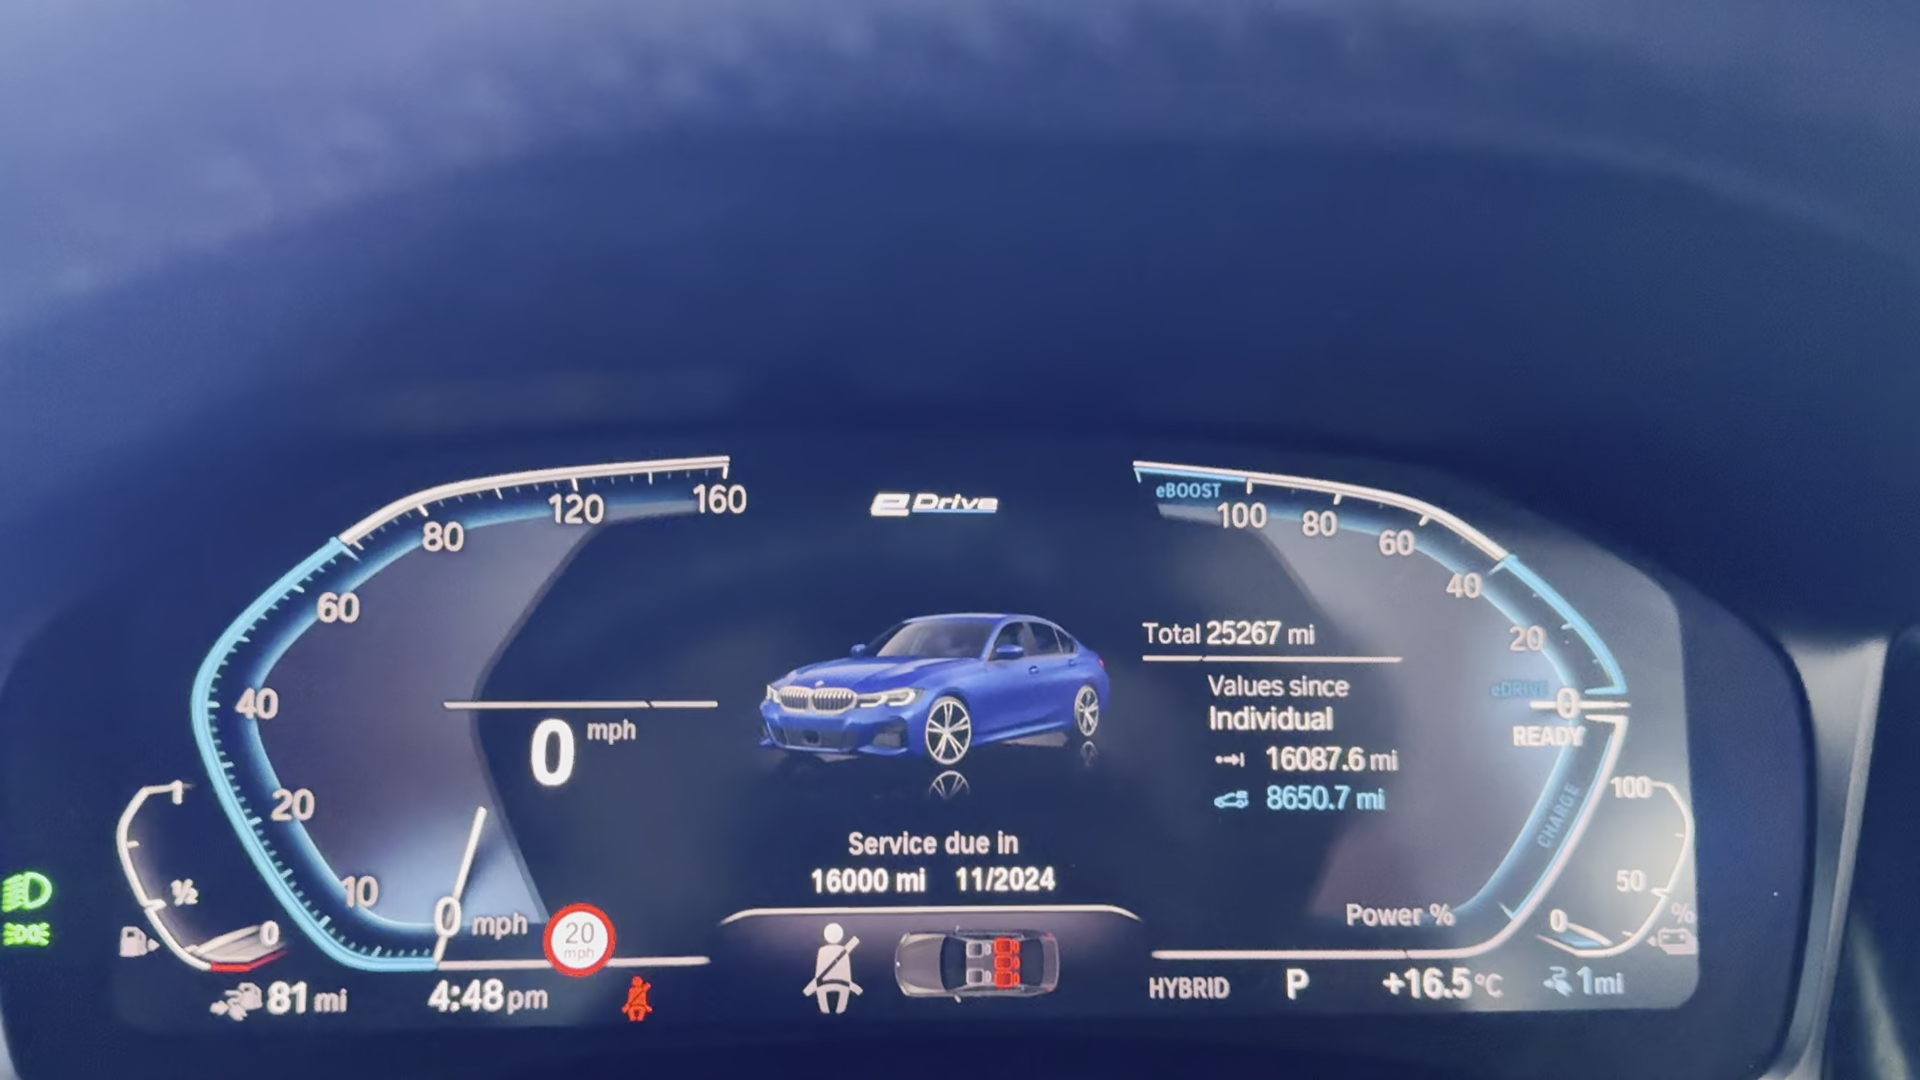 eDrive
160
120
80
60
40
20
10
0 mph
0 mph
eBOOST
100
80
60
40
20
0
eDRIVE
READY
CHARGE
Power %
Total 25267 mi
Values since
Individual
16087.6 mi
8650.7 mi
Service due in
16000 mi 11/2024
1
½
0
20
mph
100
50
0
%
81 mi
4:48 pm
HYBRID
P
+16.5°C
1 mi